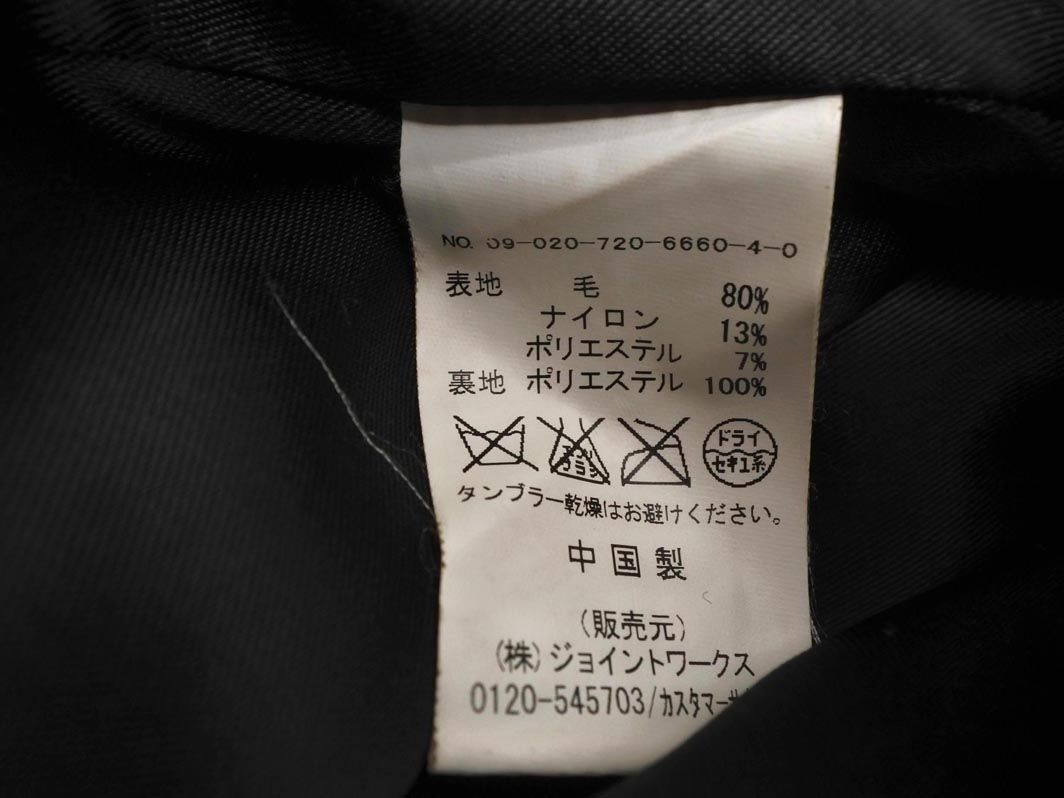 NO. 09-020-720-6660-4-0
表地 毛 80%
ナイロン 13%
ポリエステル 7%
裏地 ポリエステル 100%
ドライ
セキユ系
タンブラー乾燥はお避けください。
中国製
(販売元)
(株)ジョイントワークス
0120-545703/カスタマーサ